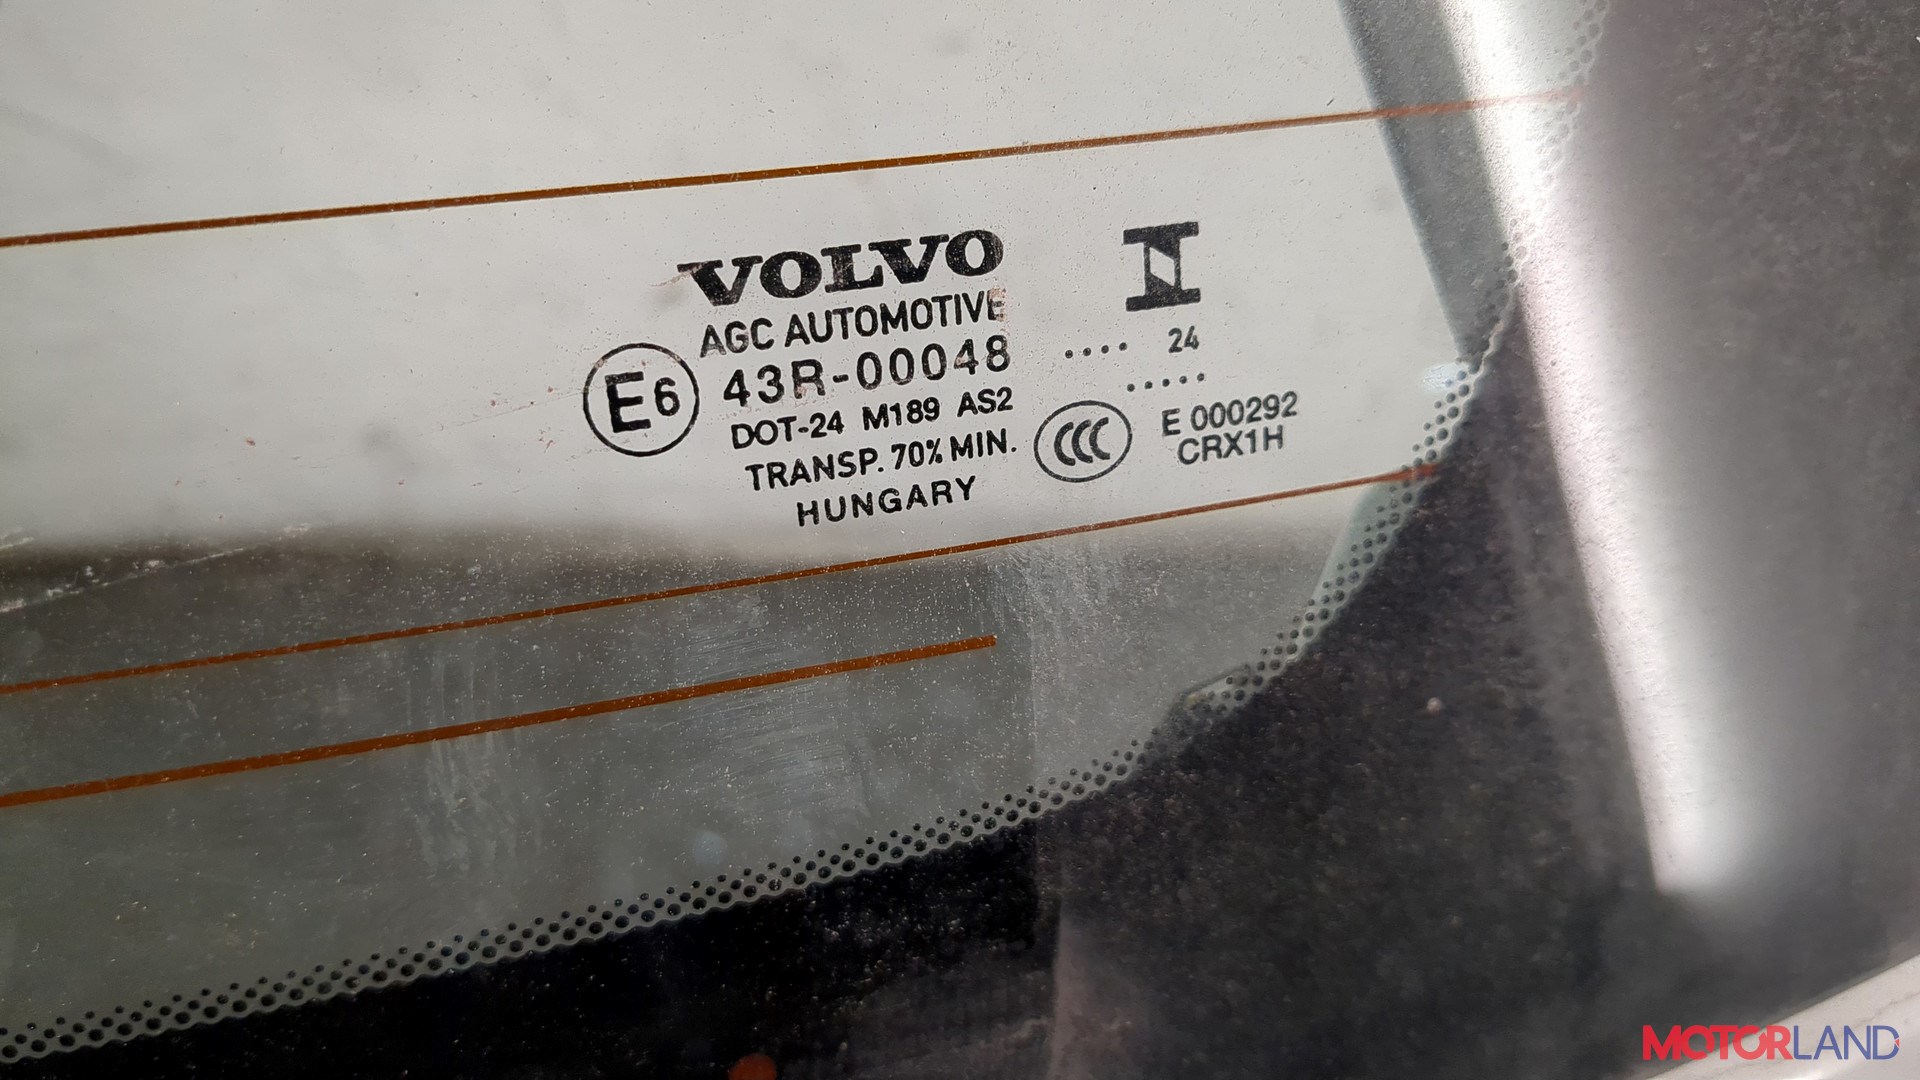 VOLVO
AGC AUTOMOTIVE
E6 43R-00048
DOT-24 M189 AS2
TRANSP. 70% MIN.
HUNGARY
.... 24
.....
CCC E 000292
CRX1H
MOTORLAND